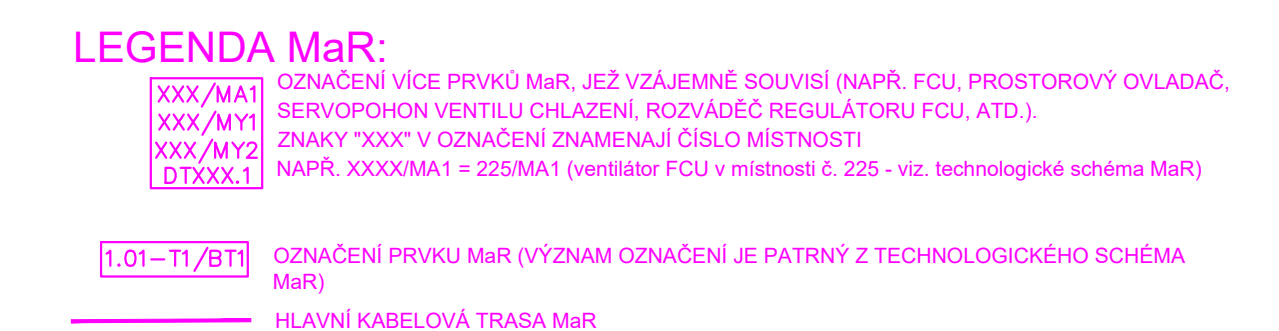 LEGENDA MaR:
XXX/MA1
XXX/MY1
XXX/MY2
DTXXX.1
OZNAČENÍ VÍCE PRVKŮ MaR, JEŽ VZÁJEMNĚ SOUVISÍ (NAPŘ. FCU, PROSTOROVÝ OVLADAČ,
SERVOPOHON VENTILU CHLAZENÍ, ROZVÁDĚČ REGULÁTORU FCU, ATD.).
ZNAKY "XXX" V OZNAČENÍ ZNAMENAJÍ ČÍSLO MÍSTNOSTI
NAPŘ. XXXX/MA1 = 225/MA1 (ventilátor FCU v místnosti č. 225 - viz. technologické schéma MaR)
1.01-T1/BT1
OZNAČENÍ PRVKU MaR (VÝZNAM OZNAČENÍ JE PATRNÝ Z TECHNOLOGICKÉHO SCHÉMA
MaR)
HLAVNÍ KABELOVÁ TRASA MaR